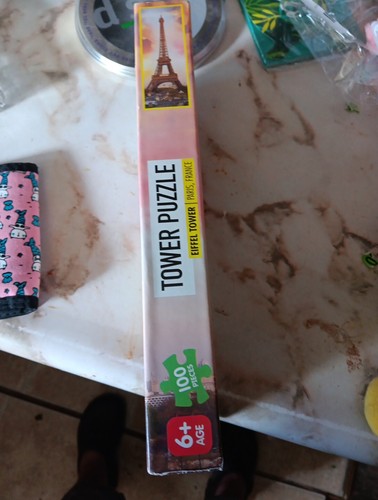 TOWER PUZZLE
EIFFEL TOWER | PARIS, FRANCE
100
PIECES
6+
AGE